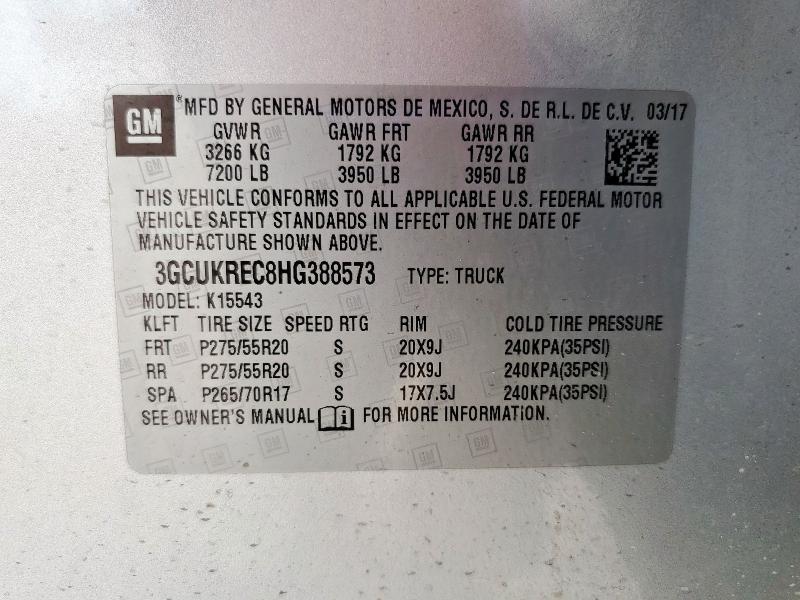 GM ®MFD BY GENERAL MOTORS DE MEXICO, S. DE R.L. DE C.V. 03/17
GVWR GAWR FRT GAWR RR
3266 KG 1792 KG 1792 KG
7200 LB 3950 LB 3950 LB
THIS VEHICLE CONFORMS TO ALL APPLICABLE U.S. FEDERAL MOTOR
VEHICLE SAFETY STANDARDS IN EFFECT ON THE DATE OF
MANUFACTURE SHOWN ABOVE.
3GCUKREC8HG388573 TYPE: TRUCK
MODEL: K15543
KLFT TIRE SIZE SPEED RTG RIM COLD TIRE PRESSURE
FRT P275/55R20 S 20X9J 240KPA(35PSI)
RR P275/55R20 S 20X9J 240KPA(35PSI)
SPA P265/70R17 S 17X7.5J 240KPA(35PSI)
SEE OWNER'S MANUAL FOR MORE INFORMATION.